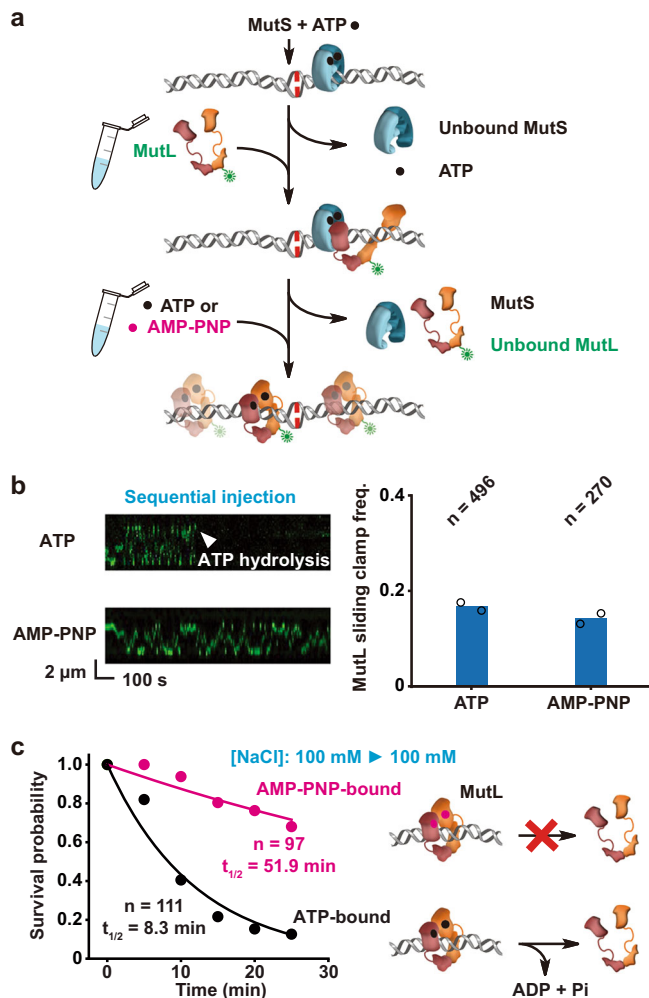 a
MutS + ATP
MutL
Unbound MutS
ATP
ATP or
AMP-PNP
MutS
Unbound MutL
b
Sequential injection
ATP
ATP hydrolysis
AMP-PNP
2 µm
100 s
MutL sliding clamp freq.
0.4
0.2
0
n = 496
n = 270
ATP
AMP-PNP
c
[NaCl]: 100 mM ► 100 mM
Survival probability
1.0
0.8
0.6
0.4
0.2
0
10
20
30
Time (min)
AMP-PNP-bound
n = 97
t1/2 = 51.9 min
n = 111
t1/2 = 8.3 min
ATP-bound
MutL
ADP + Pi